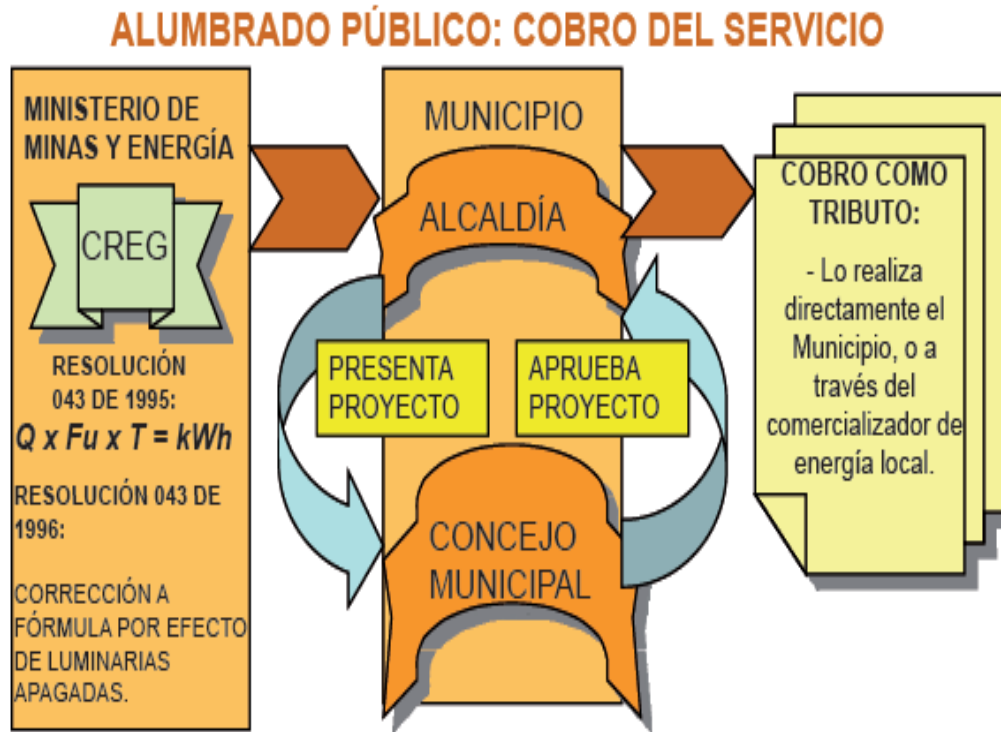 ALUMBRADO PÚBLICO: COBRO DEL SERVICIO
MINISTERIO DE
MINAS Y ENERGÍA
CREG
RESOLUCIÓN
043 DE 1995:
Q x Fu x T = kWh
RESOLUCIÓN 043 DE
1996:
CORRECCIÓN A
FÓRMULA POR EFECTO
DE LUMINARIAS
APAGADAS.
MUNICIPIO
ALCALDÍA
PRESENTA
PROYECTO
APRUEBA
PROYECTO
CONCEJO
MUNICIPAL
COBRO COMO
TRIBUTO:
- Lo realiza
directamente el
Municipio, o a
través del
comercializador de
energía local.